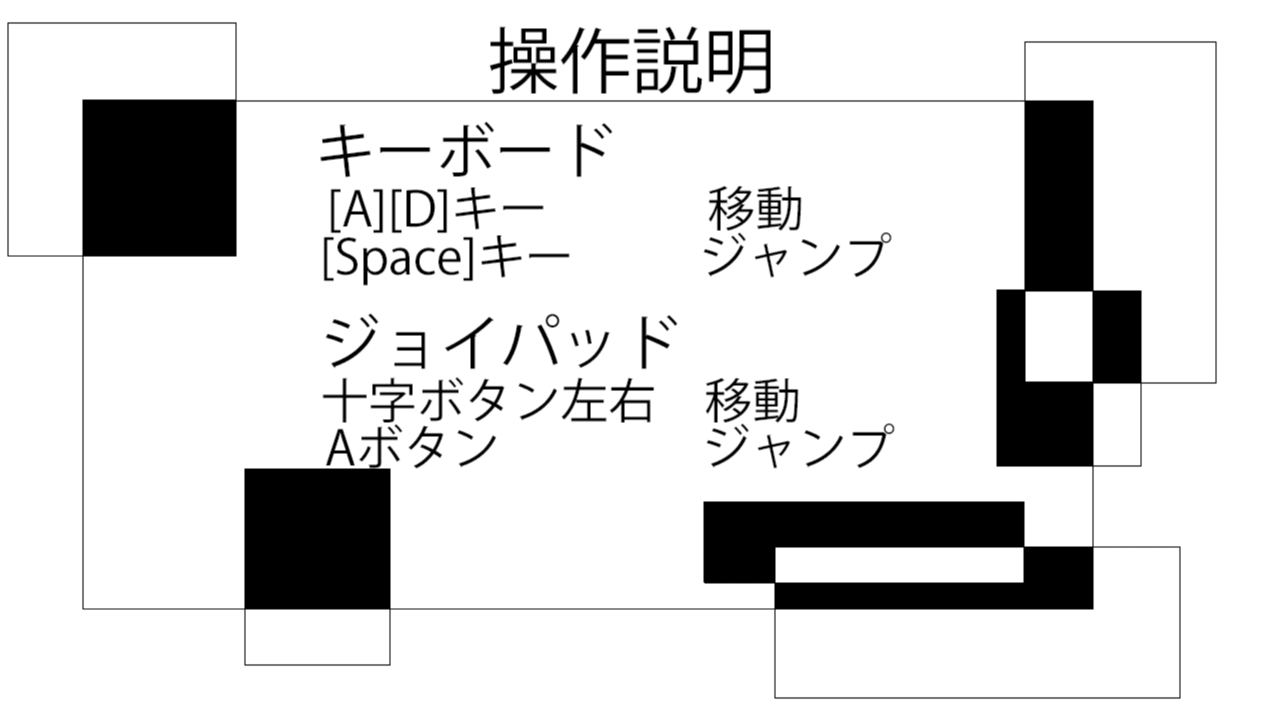 操作説明
キーボード
[A][D]キー 移動
[Space]キー ジャンプ
ジョイパッド
十字ボタン左右 移動
Aボタン ジャンプ